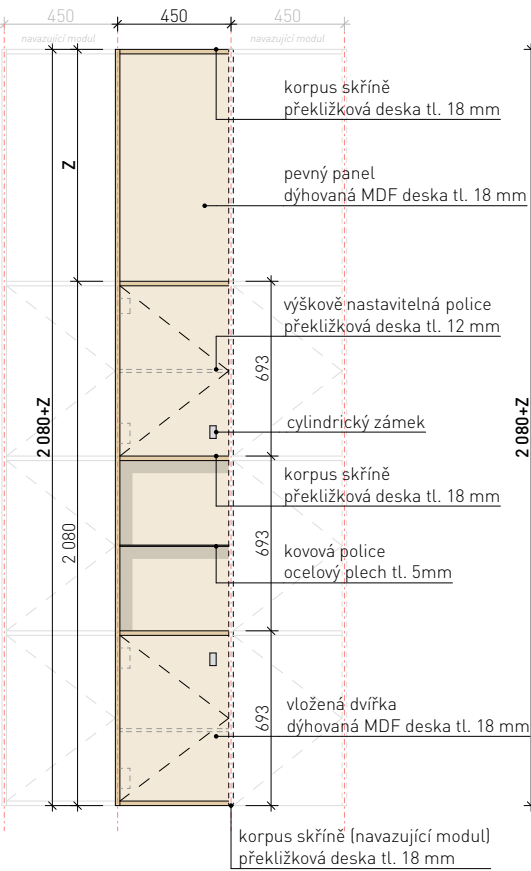 450
450
450
navazující modul
navazující modul
korpus skříně
překližková deska tl. 18 mm
Z
pevný panel
dýhovaná MDF deska tl. 18 mm
výškově nastavitelná police
překližková deska tl. 12 mm
693
2 080+Z
2 080+Z
cylindrický zámek
korpus skříně
překližková deska tl. 18 mm
2 080
693
kovová police
ocelový plech tl. 5mm
693
vložená dvířka
dýhovaná MDF deska tl. 18 mm
korpus skříně (navazující modul)
překližková deska tl. 18 mm